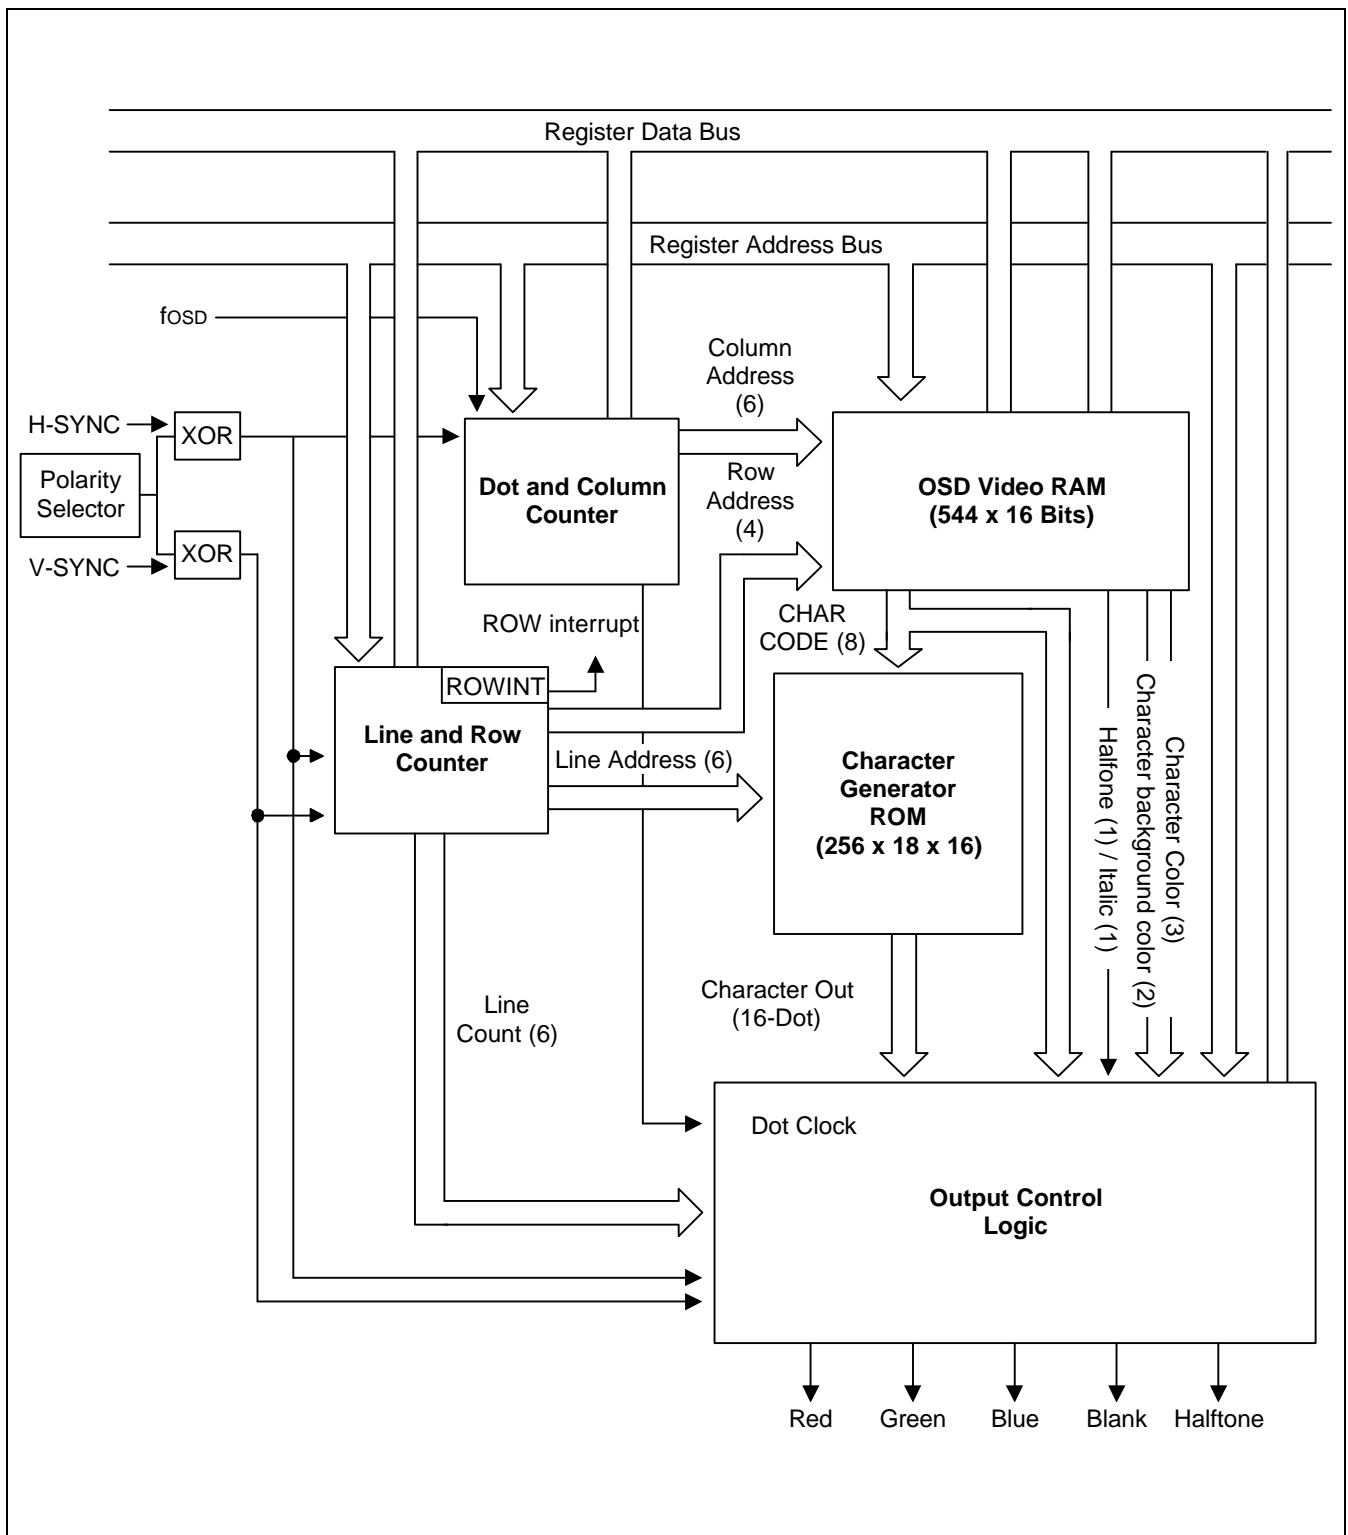 Register Data Bus
Register Address Bus
fOSD
Column
Address
(6)
H-SYNC
XOR
Polarity
Selector
XOR
V-SYNC
Dot and Column
Counter
Row
Address
(4)
OSD Video RAM
(544 x 16 Bits)
ROW interrupt
CHAR
CODE (8)
ROWINT
Line and Row
Counter
Line Address (6)
Character
Generator
ROM
(256 x 18 x 16)
Halfone (1) / Italic (1)
Character background color (2)
Character Color (3)
Line
Count (6)
Character Out
(16-Dot)
Dot Clock
Output Control
Logic
Red
Green
Blue
Blank
Halftone